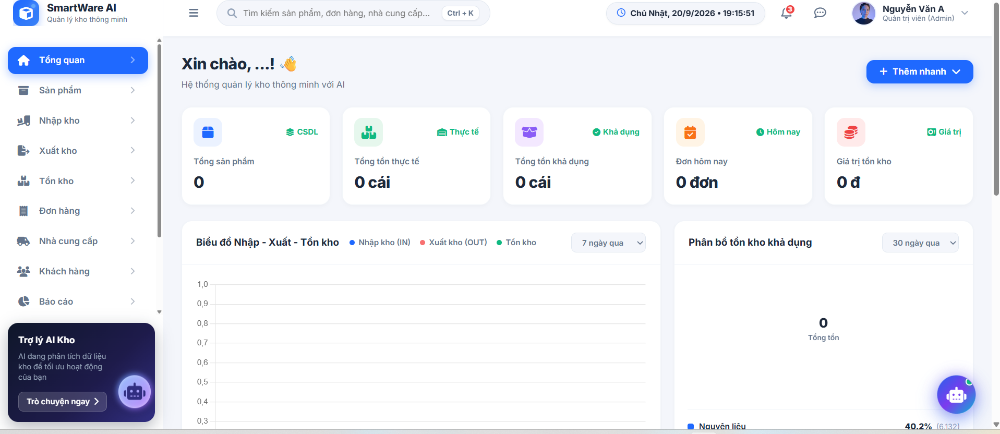 SmartWare AI
Quản lý kho thông minh
Tìm kiếm sản phẩm, đơn hàng, nhà cung cấp...
Ctrl + K
Chủ Nhật, 20/9/2026 • 19:15:51
3
Nguyễn Văn A
Quản trị viên (Admin)
Tổng quan
Sản phẩm
Nhập kho
Xuất kho
Tồn kho
Đơn hàng
Nhà cung cấp
Khách hàng
Báo cáo
Trợ lý AI Kho
AI đang phân tích dữ liệu
kho để tối ưu hoạt động
của bạn
Trò chuyện ngay
Xin chào, ...! 👋
Hệ thống quản lý kho thông minh với AI
+ Thêm nhanh
CSDL
Tổng sản phẩm
0
Thực tế
Tổng tồn thực tế
0 cái
Khả dụng
Tổng tồn khả dụng
0 cái
Hôm nay
Đơn hôm nay
0 đơn
Giá trị
Giá trị tồn kho
0 đ
Biểu đồ Nhập - Xuất - Tồn kho
Nhập kho (IN)
Xuất kho (OUT)
Tồn kho
7 ngày qua
1,0
0,9
0,8
0,7
0,6
0,5
0,4
0,3
Phân bổ tồn kho khả dụng
30 ngày qua
0
Tổng tồn
Nguyên liệu
40.2% (6.132)